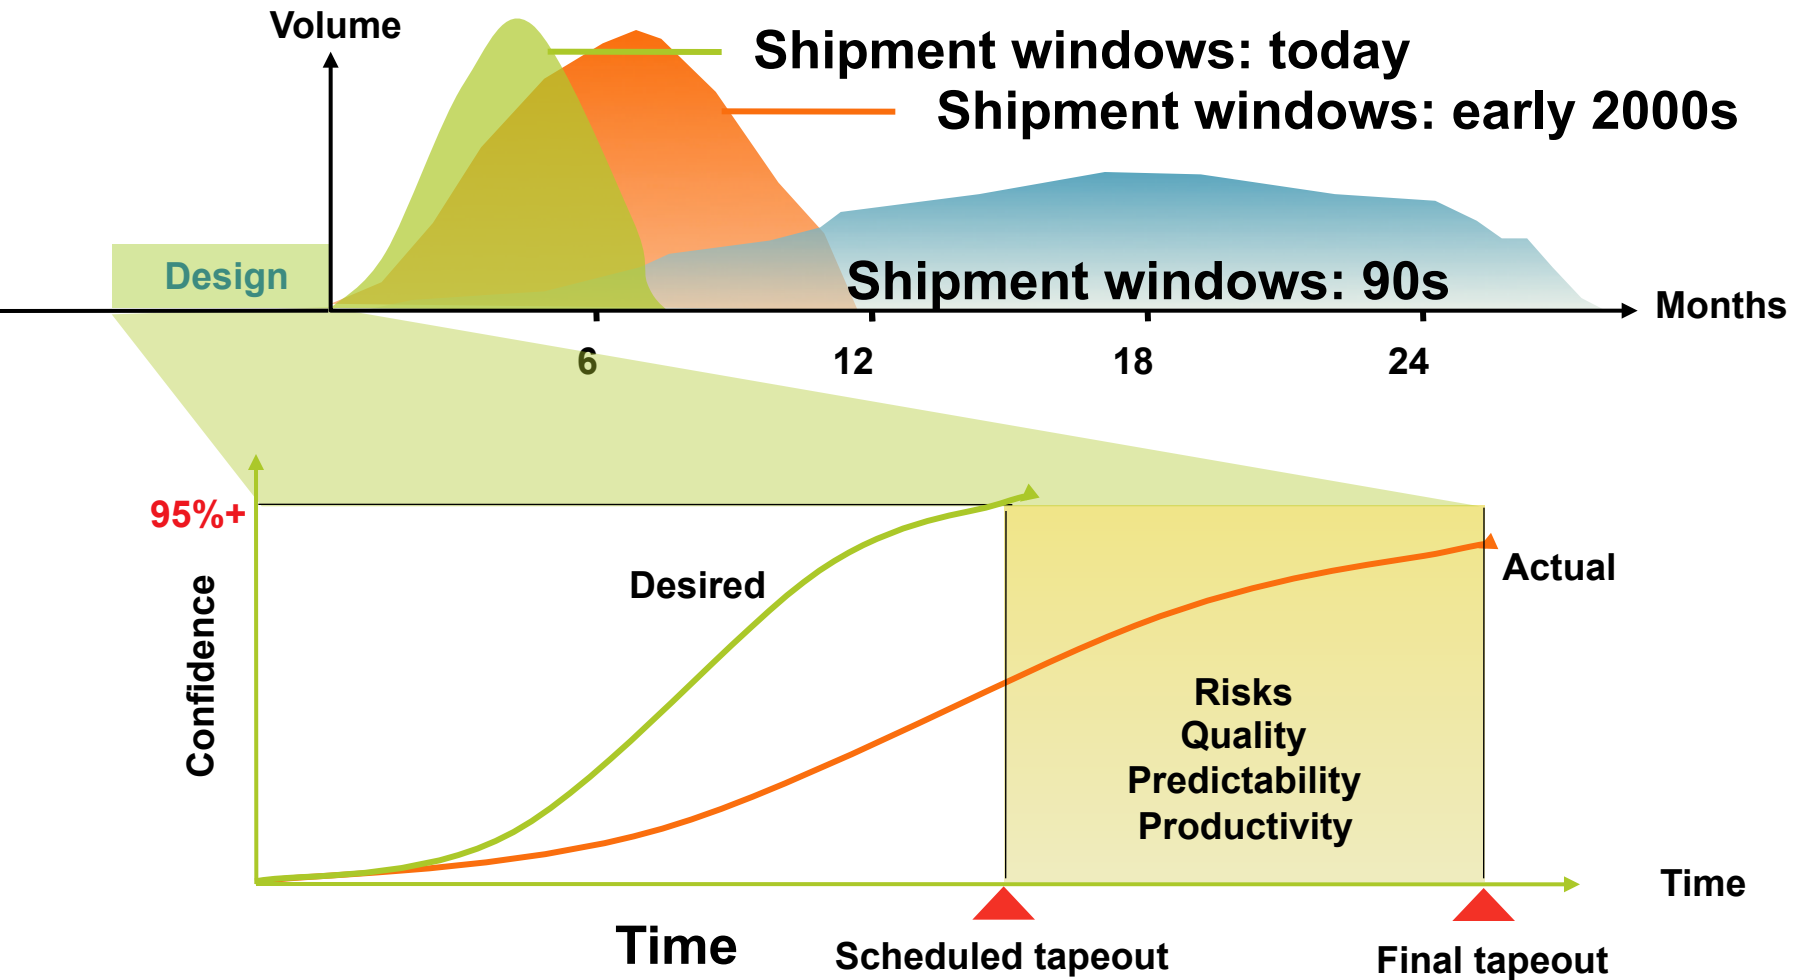 Volume
Shipment windows: today
Shipment windows: early 2000s
Design
Shipment windows: 90s
Months
6
12
18
24
95%+
Desired
Actual
Confidence
Risks
Quality
Predictability
Productivity
Time
Time
Scheduled tapeout
Final tapeout